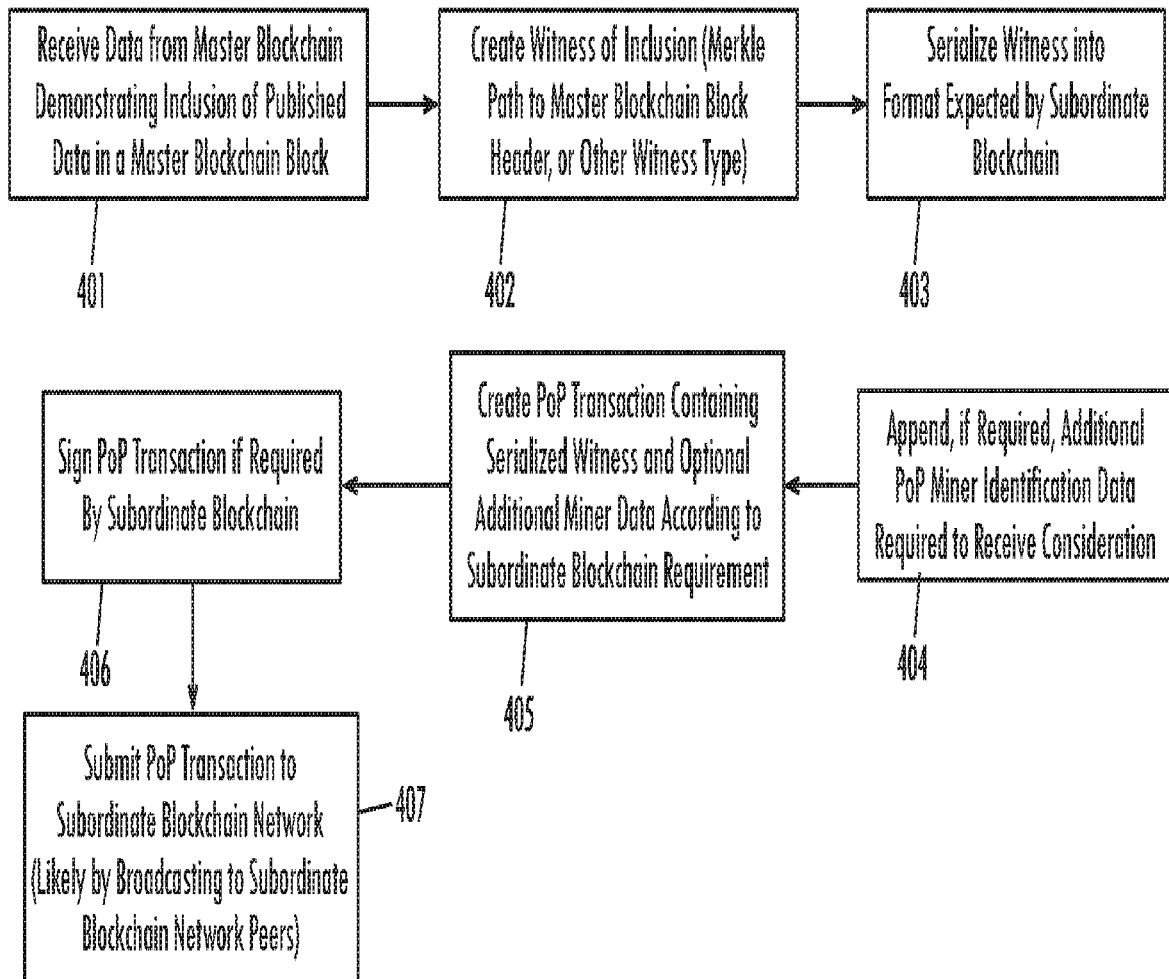 Receive Data from Master Blockchain
Demonstrating Inclusion of Published
Data in a Master Blockchain Block
401
Create Witness of Inclusion (Merkle
Path to Master Blockchain Block
Header, or Other Witness Type)
402
Serialize Witness into
Format Expected by Subordinate
Blockchain
403
Append, if Required, Additional
PoP Miner Identification Data
Required to Receive Consideration
404
Create PoP Transaction Containing
Serialized Witness and Optional
Additional Miner Data According to
Subordinate Blockchain Requirement
405
Sign PoP Transaction if Required
By Subordinate Blockchain
406
Submit PoP Transaction to
Subordinate Blockchain Network
(Likely by Broadcasting to Subordinate
Blockchain Network Peers)
407